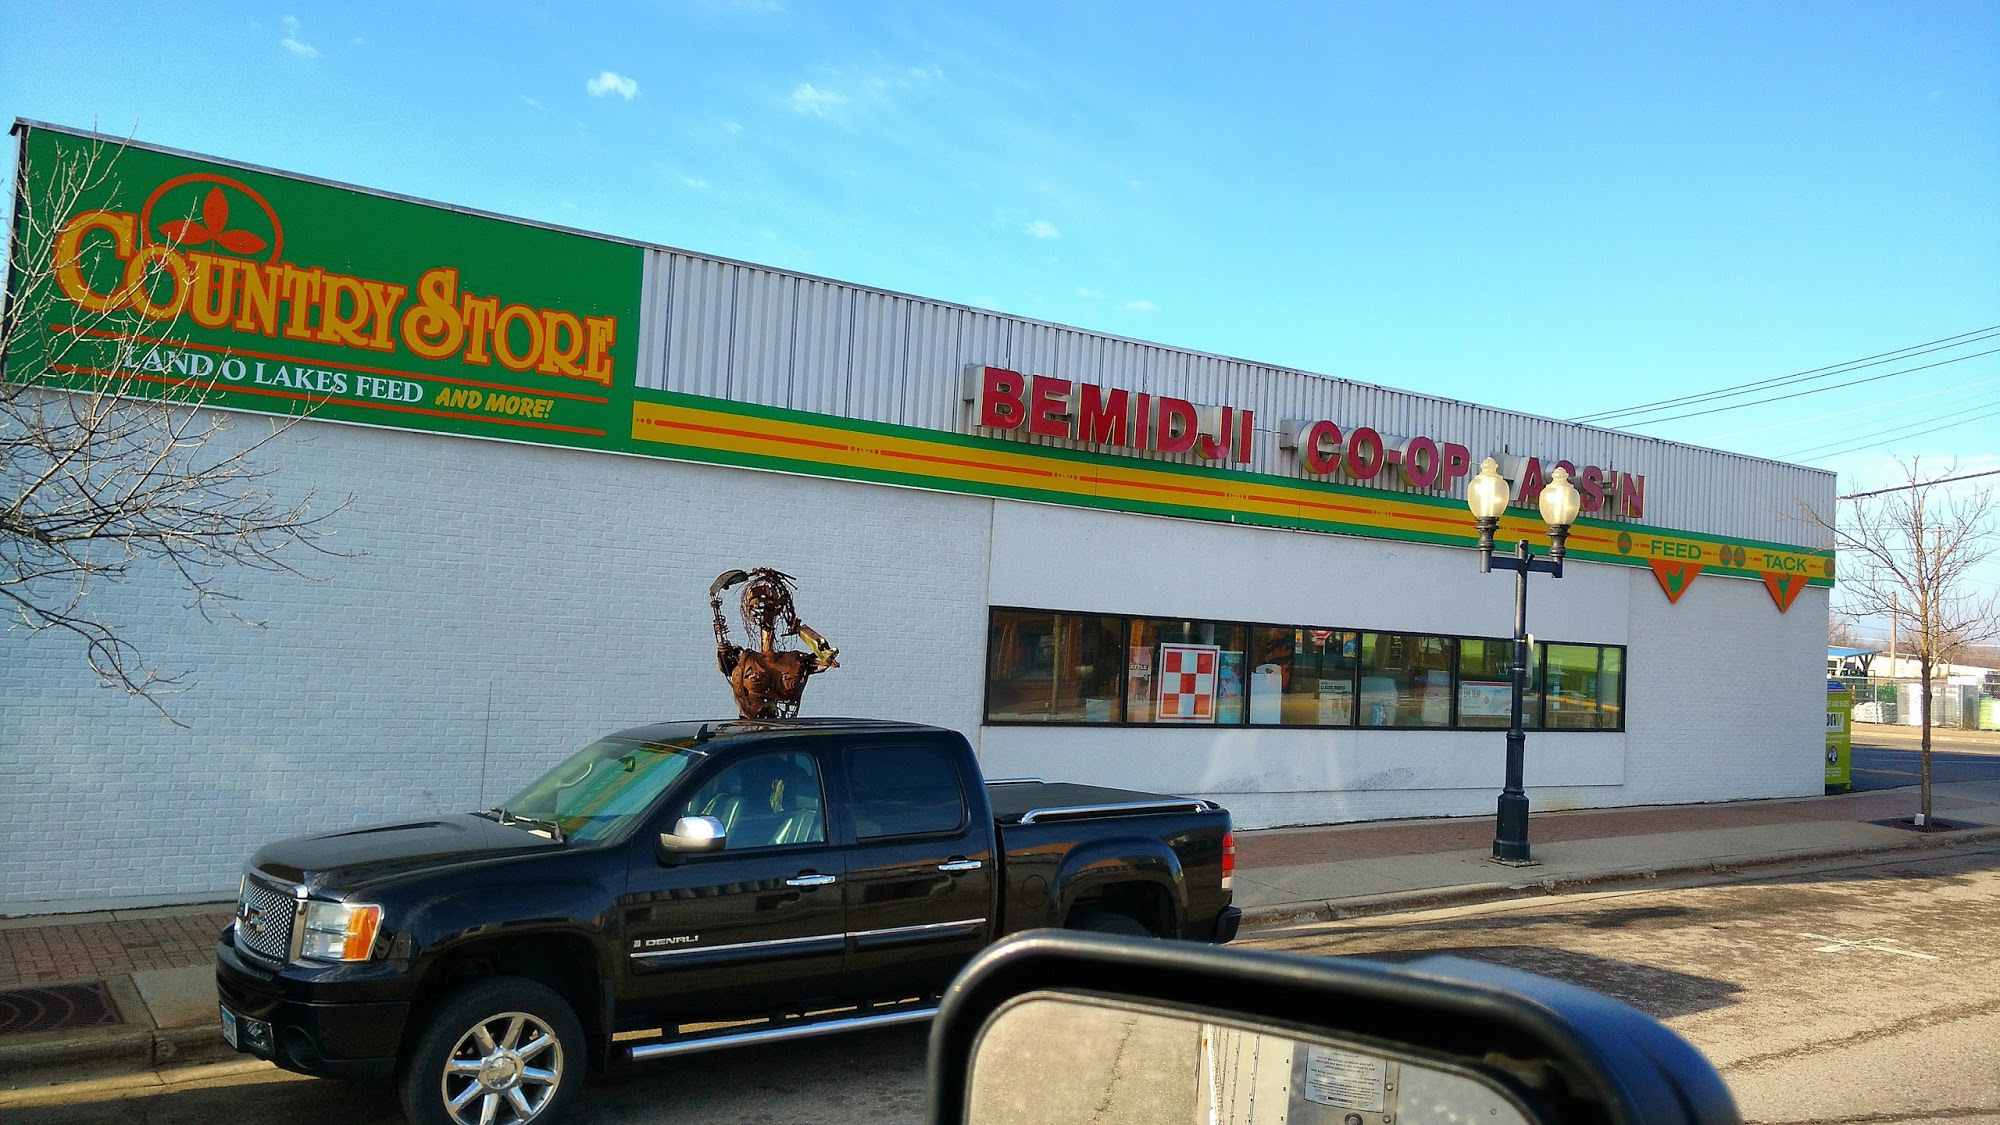 COUNTRY STORE
LAND O LAKES FEED AND MORE!
BEMIDJI CO-OP ASS'N
FEED TACK
DENALI